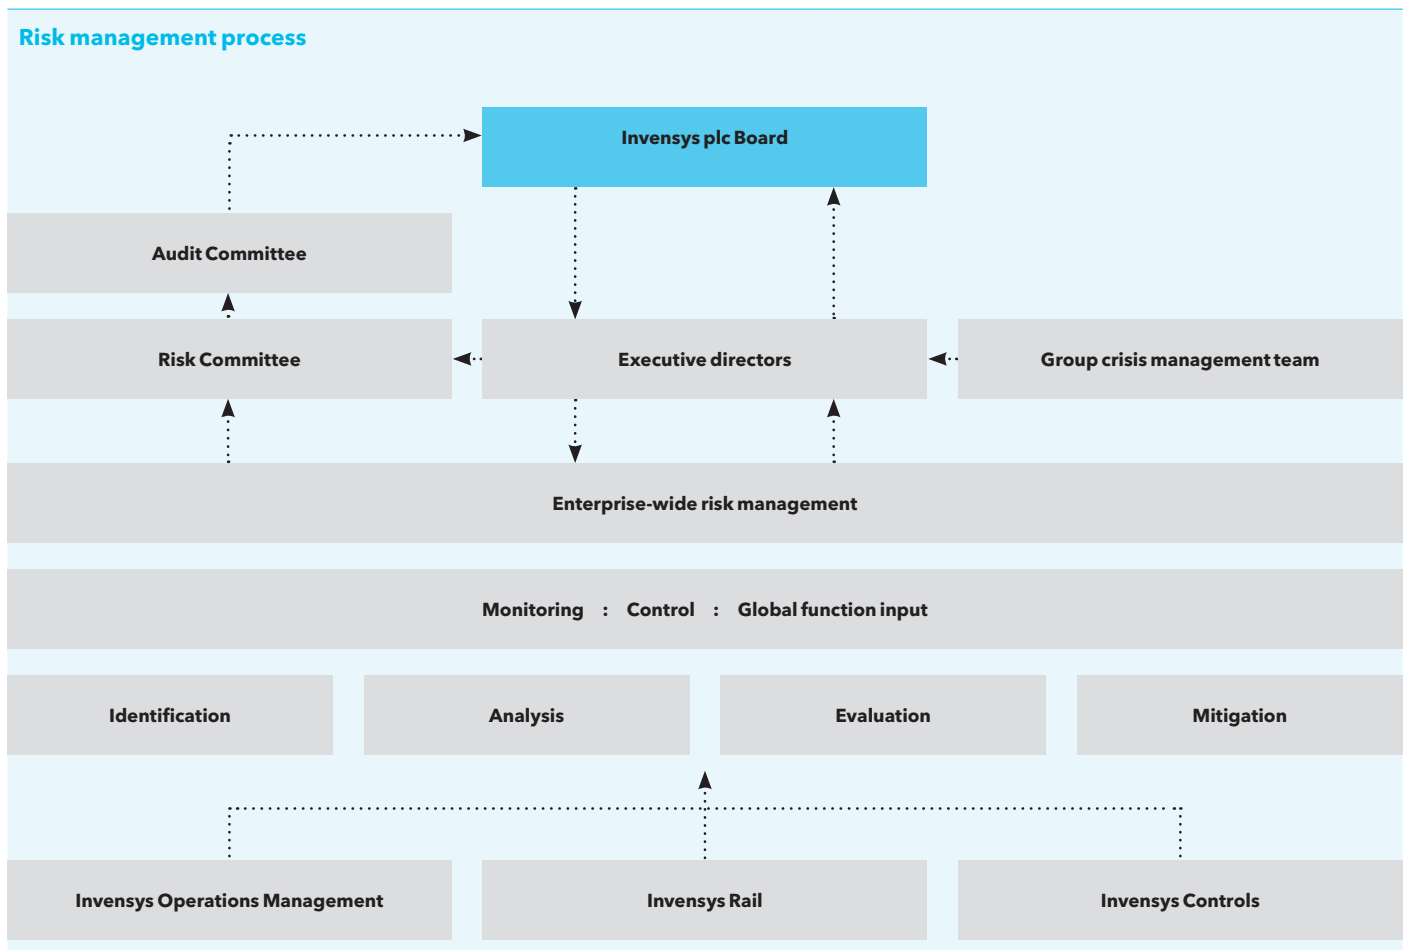 Risk management process
Invensys plc Board
Audit Committee
Risk Committee
Executive directors
Group crisis management team
Enterprise-wide risk management
Monitoring : Control : Global function input
Identification
Analysis
Evaluation
Mitigation
Invensys Operations Management
Invensys Rail
Invensys Controls